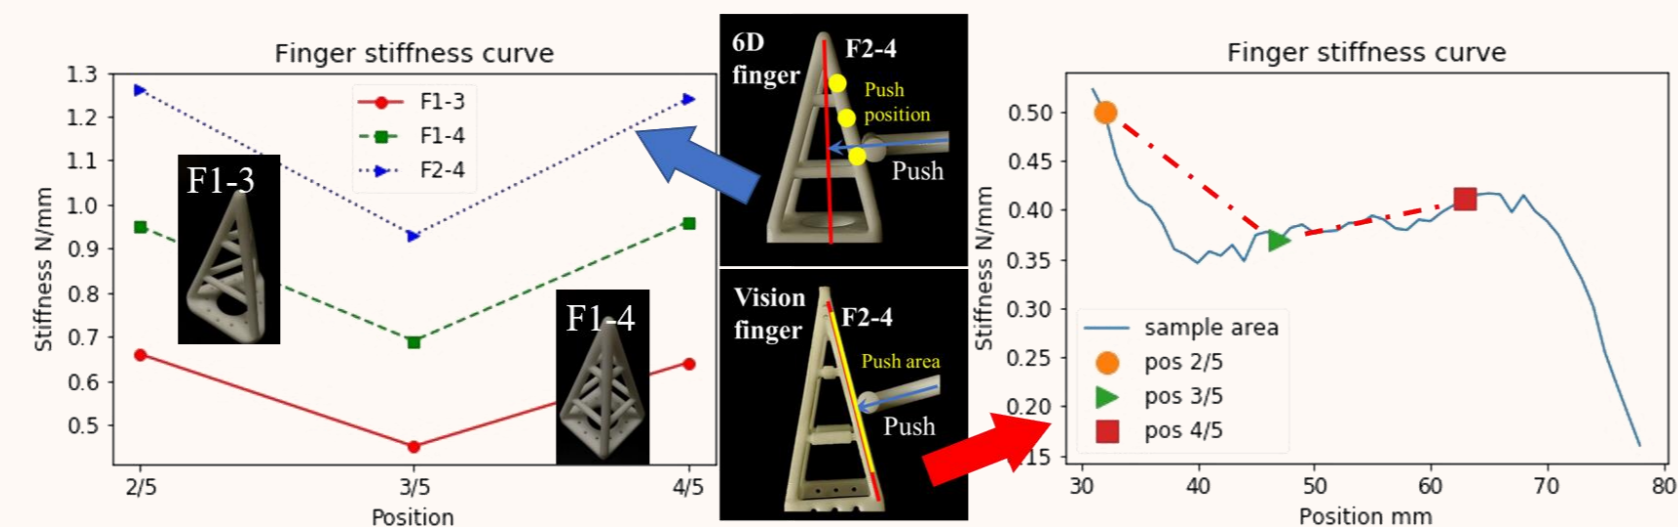 Finger stiffness curve
1.3
1.2
1.1
1.0
0.9
0.8
0.7
0.6
0.5
Stiffness N/mm
F1-3
F1-4
F2-4
F1-3
F1-4
2/5
3/5
4/5
Position
6D
finger
F2-4
Push
position
Push
Vision
finger
F2-4
Push area
Push
Finger stiffness curve
0.50
0.45
0.40
0.35
0.30
0.25
0.20
Stiffness N/mm
sample area
pos 2/5
pos 3/5
pos 4/5
30
40
50
60
70
80
Position mm